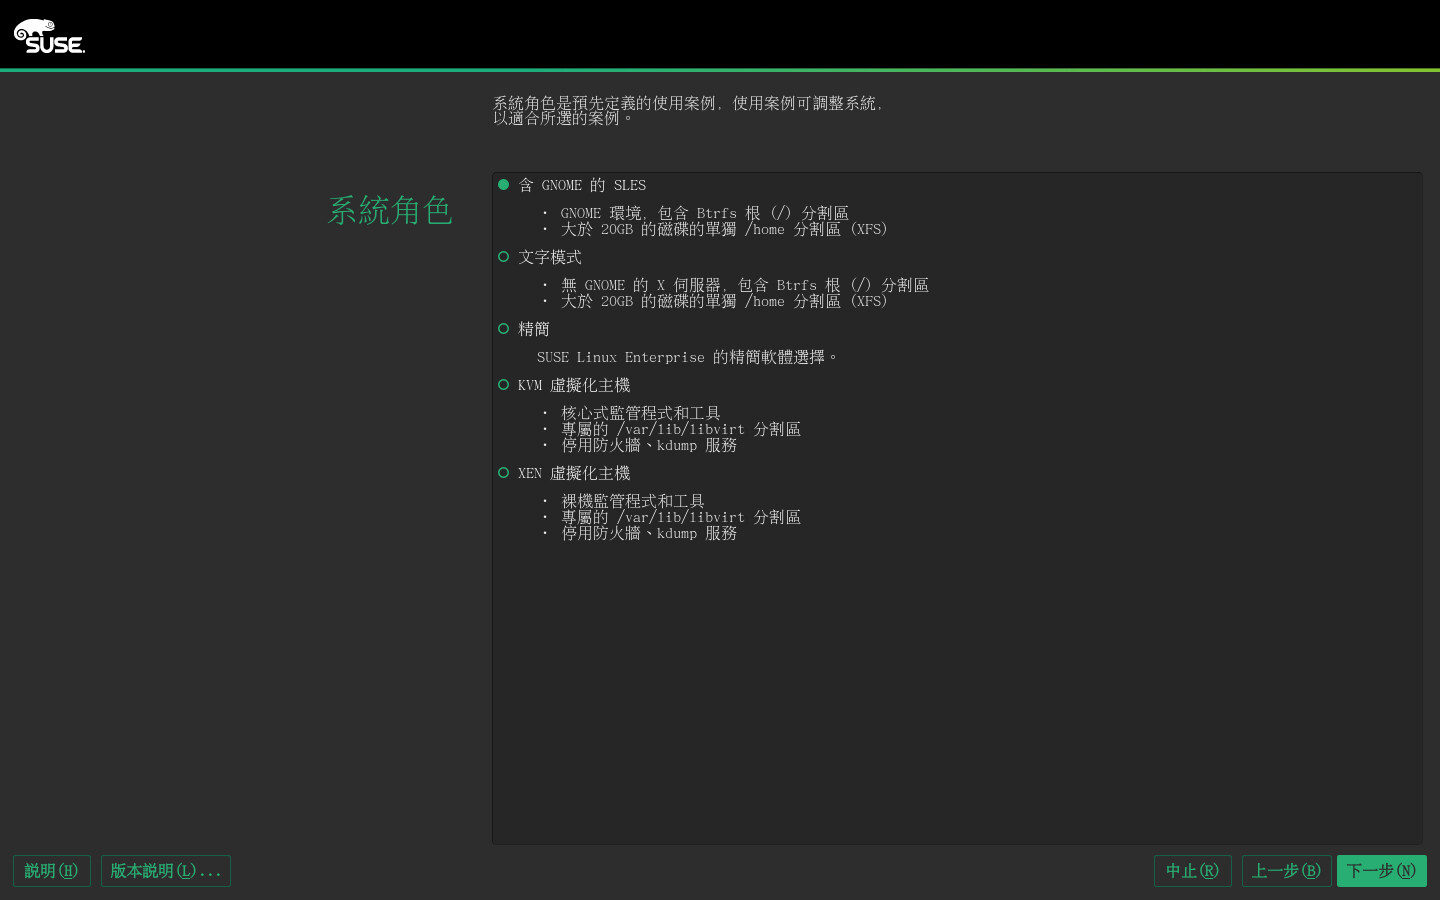 SUSE.
系統角色是預先定義的使用案例，使用案例可調整系統，
以適合所選的案例。
系統角色
含 GNOME 的 SLES
• GNOME 環境，包含 Btrfs 根 (/) 分割區
• 大於 20GB 的磁碟的單獨 /home 分割區 (XFS)
文字模式
• 無 GNOME 的 X 伺服器，包含 Btrfs 根 (/) 分割區
• 大於 20GB 的磁碟的單獨 /home 分割區 (XFS)
精簡
SUSE Linux Enterprise 的精簡軟體選擇。
KVM 虛擬化主機
• 核心式監管程式和工具
• 專屬的 /var/lib/libvirt 分割區
• 停用防火牆、kdump 服務
XEN 虛擬化主機
• 裸機監管程式和工具
• 專屬的 /var/lib/libvirt 分割區
• 停用防火牆、kdump 服務
説明(H) 版本説明(L)... 中止(R) 上一步(B) 下一步(N)